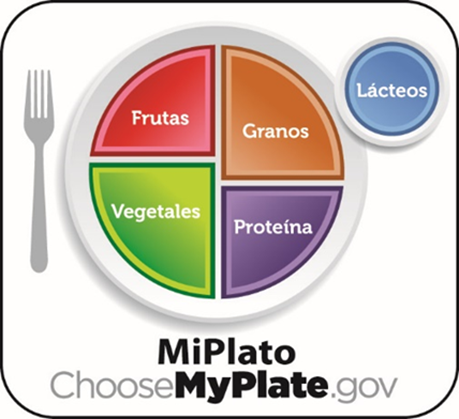 Lácteos
Frutas
Granos
Vegetales
Proteína
MiPlato
ChooseMyPlate.gov